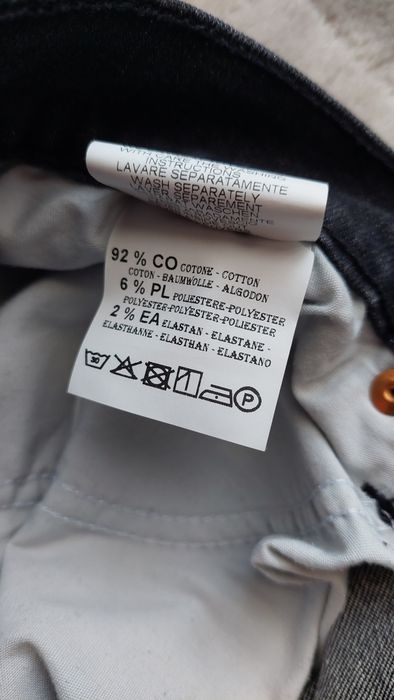 INSTRUCTIONS
LAVARE SEPARATAMENTE
WASH SEPARATELY
92 % CO COTONE - COTTON
COTON - BAUMWOLLE - ALGODON
6 % PL POLIESTERE-POLYESTER
POLYESTER-POLYESTER-POLIESTER
2 % EA ELASTAN - ELASTANE -
ELASTHANNE - ELASTHAN - ELASTANO
30 P